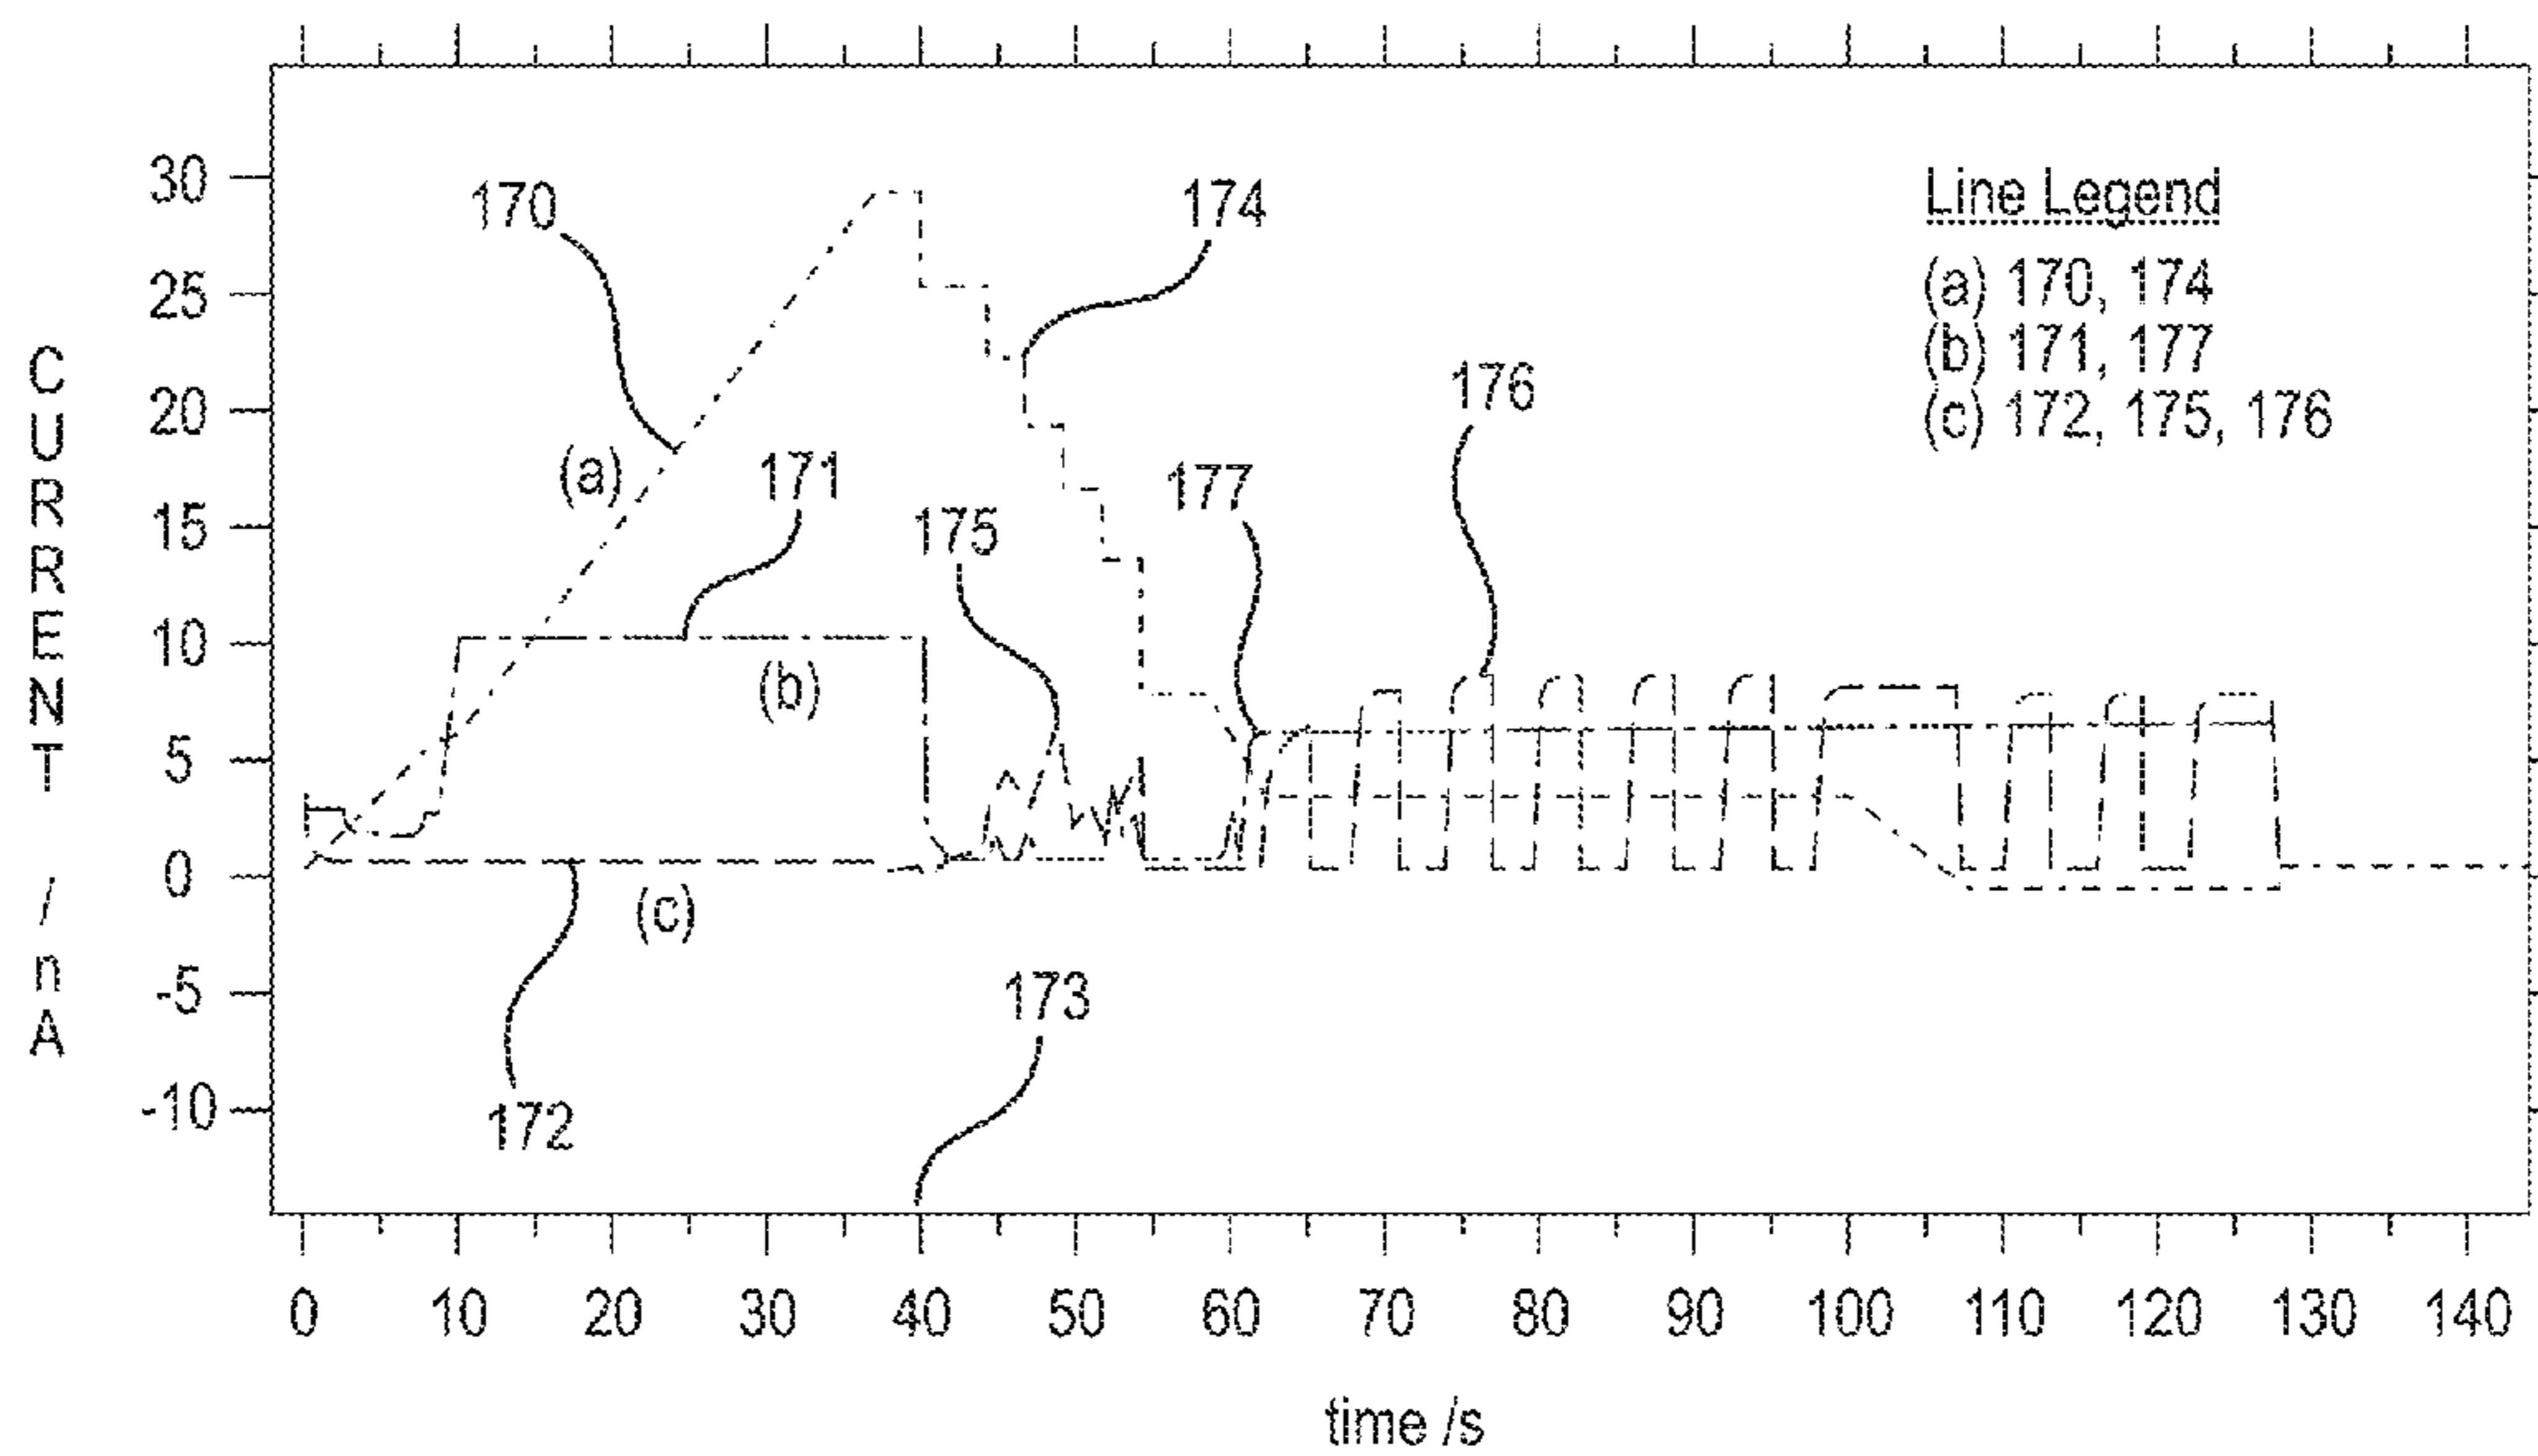 CURRENT /nA
30
25
20
15
10
5
0
-5
-10
170
174
Line Legend
(a) 170, 174
(b) 171, 177
(c) 172, 175, 176
176
(a)
171
177
175
(b)
(c)
173
172
0 10 20 30 40 50 60 70 80 90 100 110 120 130 140
time /s